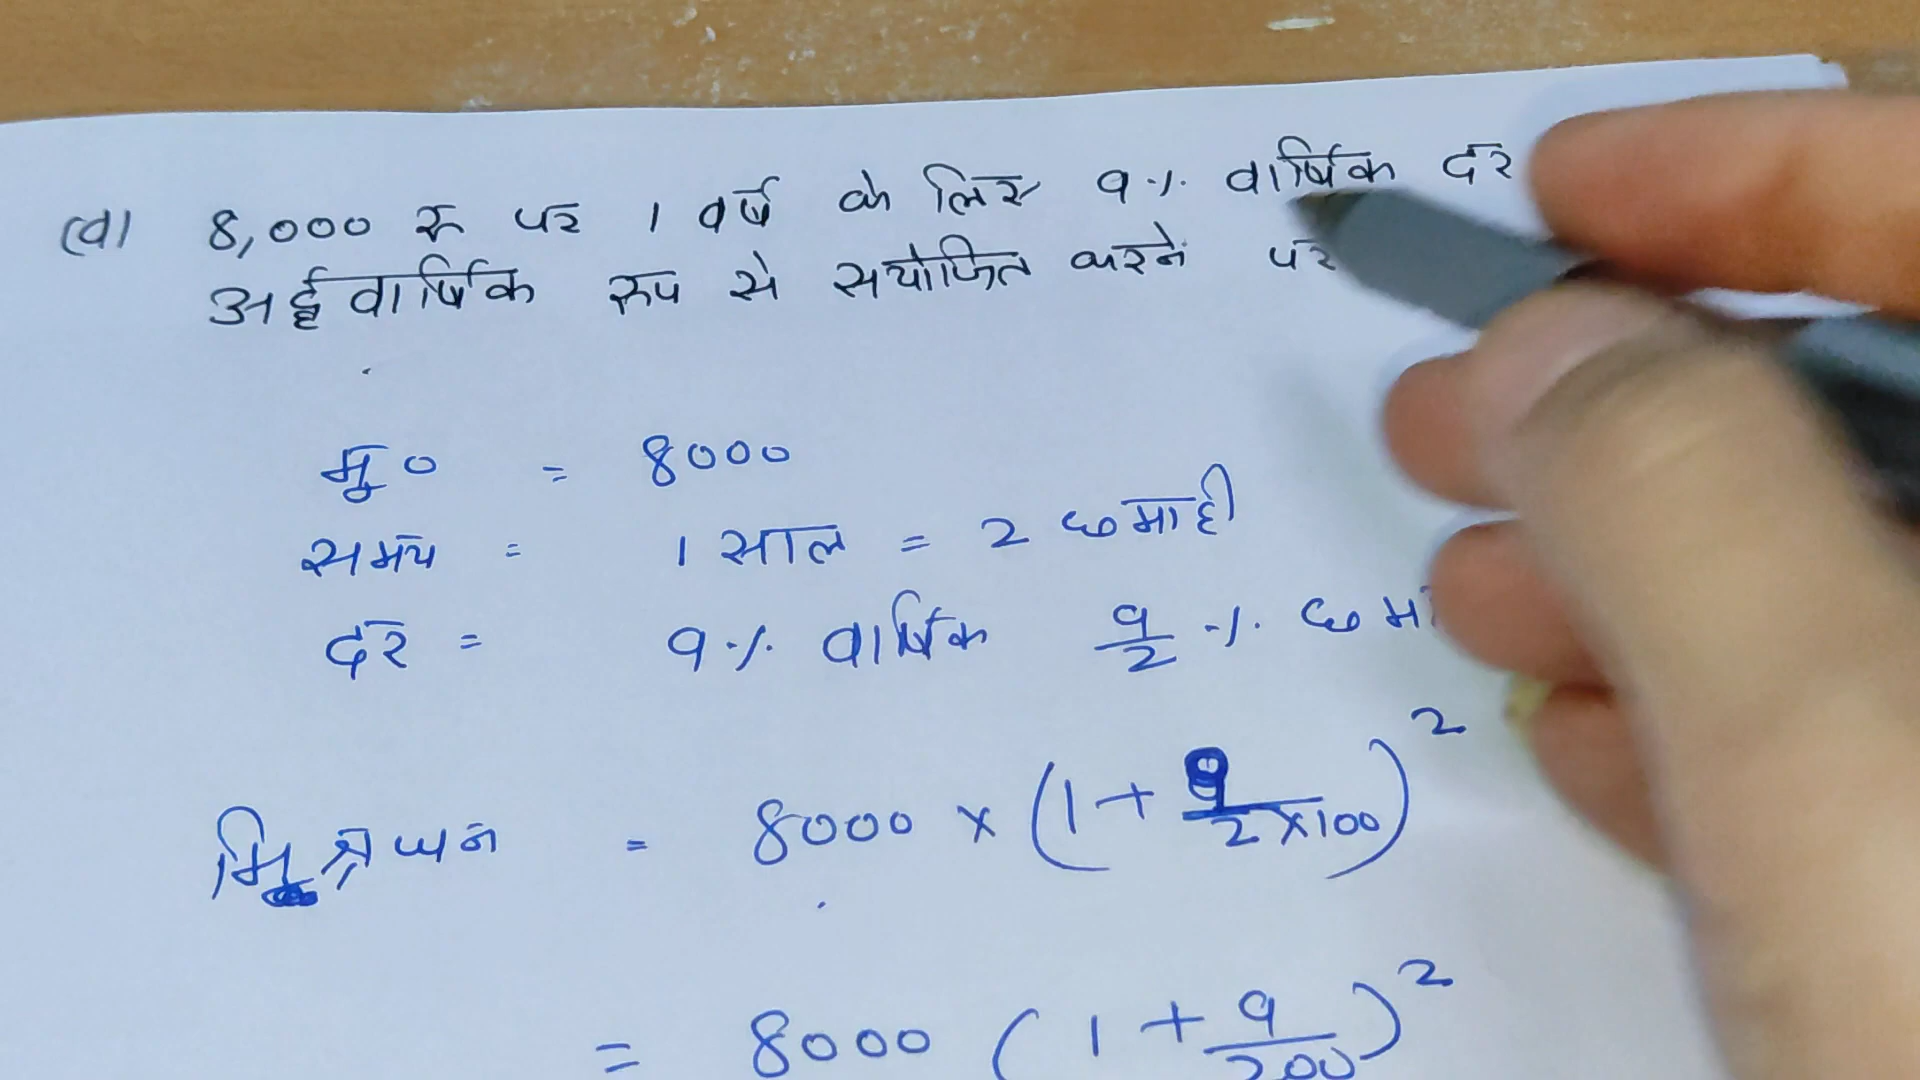 (d) 8,000 रू पर 1 वर्ष के लिए 9% वार्षिक दर
अर्द्धवार्षिक रूप से सयोजित करने पर
मू० = 8000
समय = 1 साल = 2 छमाही
दर = 9% वार्षिक 9/2 %
मिश्रधन = 8000 × (1 + 9/2×100)²
= 8000 (1 + 9/200)²